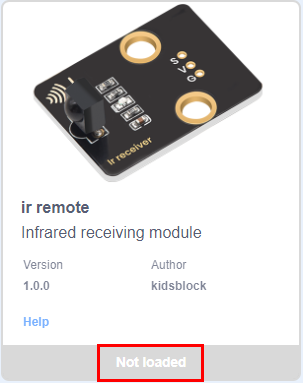 S
V
G
ir receiver
ir remote
Infrared receiving module
Version
Author
1.0.0
kidsblock
Help
Not loaded